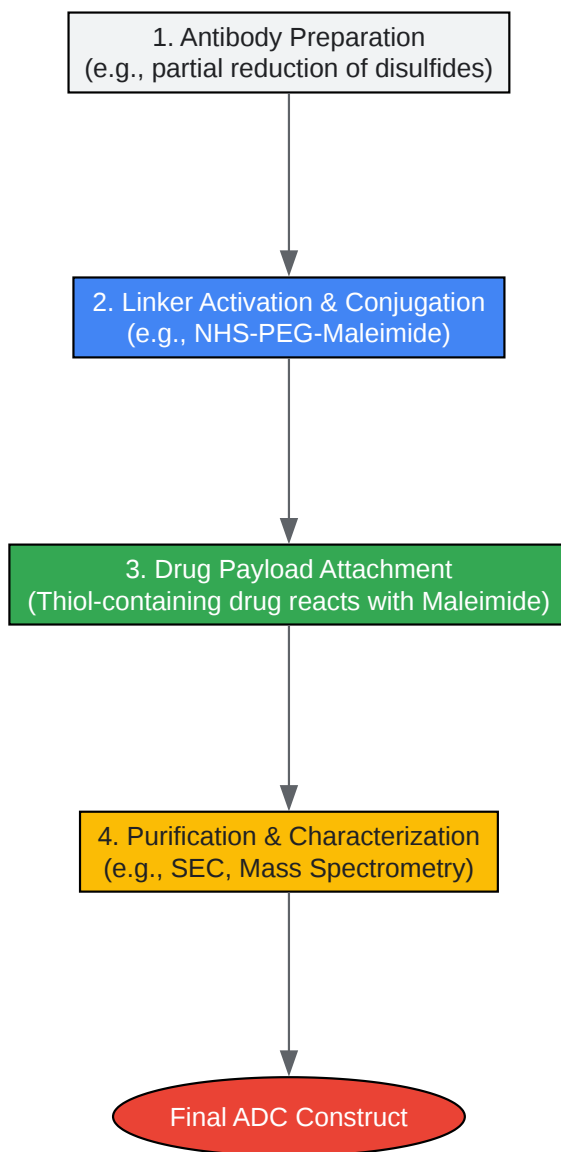 1. Antibody Preparation
(e.g., partial reduction of disulfides)
2. Linker Activation & Conjugation
(e.g., NHS-PEG-Maleimide)
3. Drug Payload Attachment
(Thiol-containing drug reacts with Maleimide)
4. Purification & Characterization
(e.g., SEC, Mass Spectrometry)
Final ADC Construct